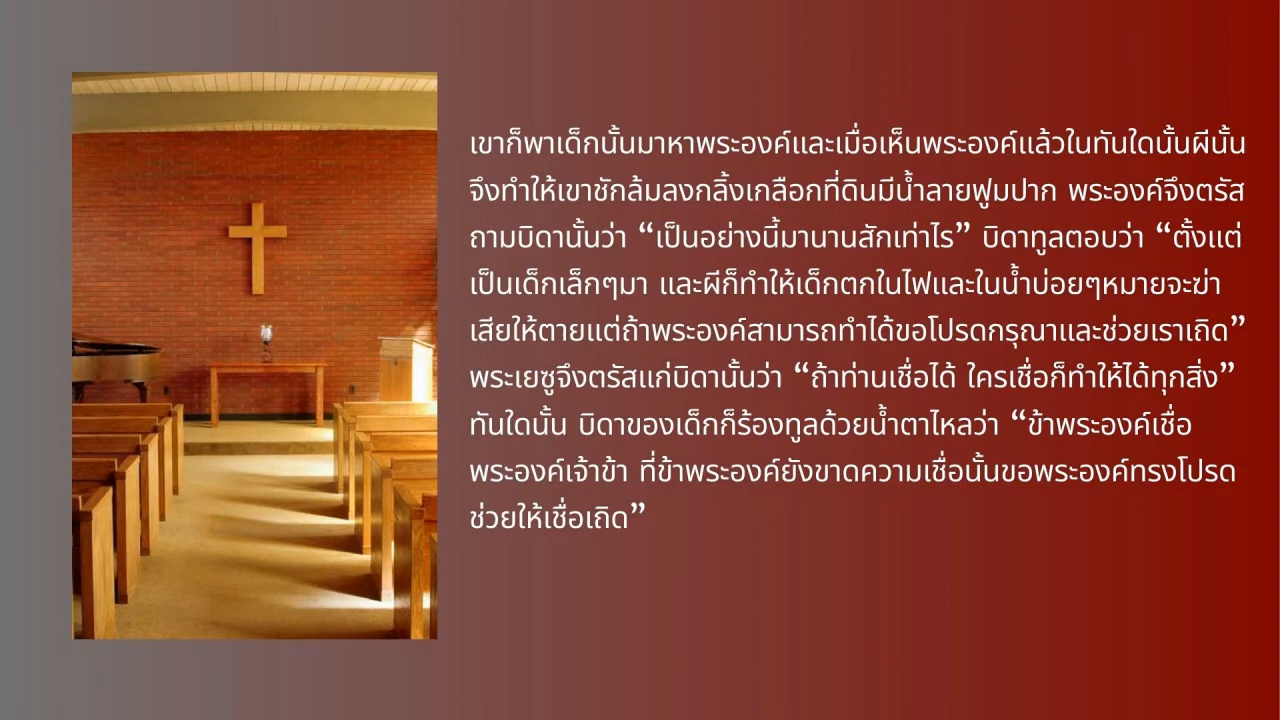 เขาก็พาเด็กนั้นมาหาพระองค์และเมื่อเห็นพระองค์แล้วในทันใดนั้นผีนั้น
จึงทำให้เขาชักล้มลงกลิ้งเกลือกที่ดินมีน้ำลายฟูมปาก พระองค์จึงตรัส
ถามบิดานั้นว่า “เป็นอย่างนี้มานานสักเท่าไร” บิดาทูลตอบว่า “ตั้งแต่
เป็นเด็กเล็กๆมา และผีก็ทำให้เด็กตกในไฟและในน้ำบ่อยๆหมายจะฆ่า
เสียให้ตายแต่ถ้าพระองค์สามารถทำได้ขอโปรดกรุณาและช่วยเราเถิด”
พระเยซูจึงตรัสแก่บิดานั้นว่า “ถ้าท่านเชื่อได้ ใครเชื่อก็ทำให้ได้ทุกสิ่ง”
ทันใดนั้น บิดาของเด็กก็ร้องทูลด้วยน้ำตาไหลว่า “ข้าพระองค์เชื่อ
พระองค์เจ้าข้า ที่ข้าพระองค์ยังขาดความเชื่อนั้นขอพระองค์ทรงโปรด
ช่วยให้เชื่อเถิด”